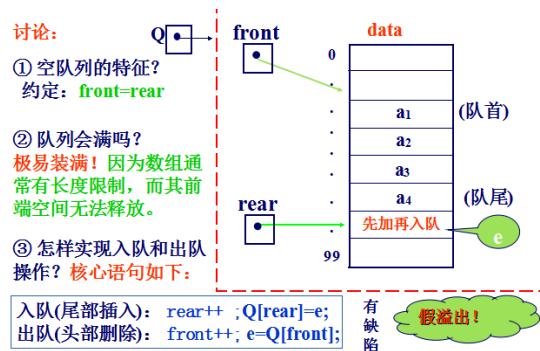 讨论:
① 空队列的特征?
约定:front=rear
② 队列会满吗?
极易装满!因为数组通
常有长度限制,而其前
端空间无法释放。
③ 怎样实现入队和出队
操作?核心语句如下:
Q
front
rear
data
0
.
.
.
.
.
.
99
a1
(队首)
a2
a3
a4
(队尾)
先加再入队
e
入队(尾部插入):rear++ ;Q[rear]=e;
出队(头部删除):front++; e=Q[front];
有
缺
陷
假溢出!